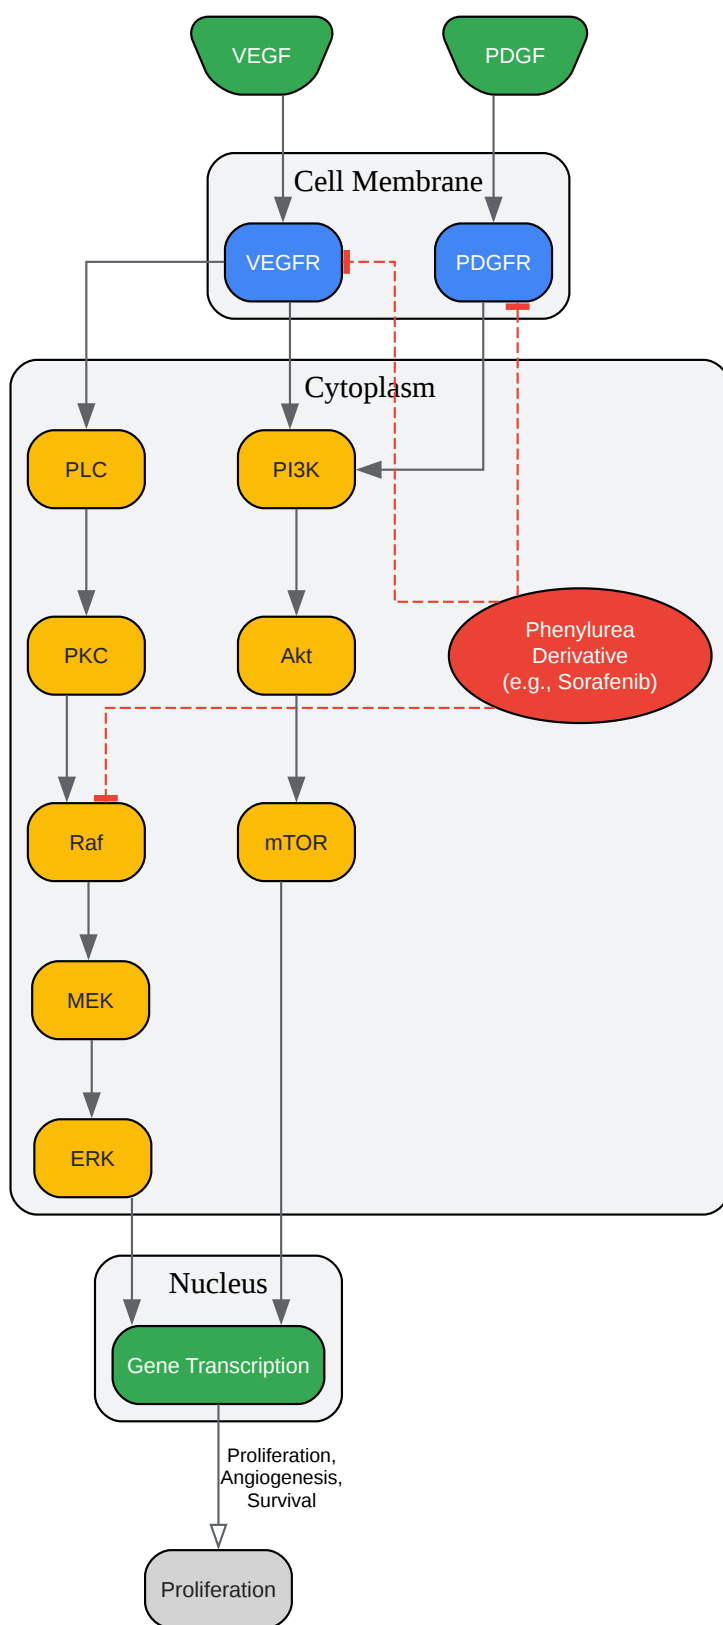 VEGF
PDGF
Cell Membrane
VEGFR
PDGFR
Cytoplasm
PLC
PI3K
PKC
Akt
Phenylurea
Derivative
(e.g., Sorafenib)
Raf
mTOR
MEK
ERK
Nucleus
Gene Transcription
Proliferation,
Angiogenesis,
Survival
Proliferation